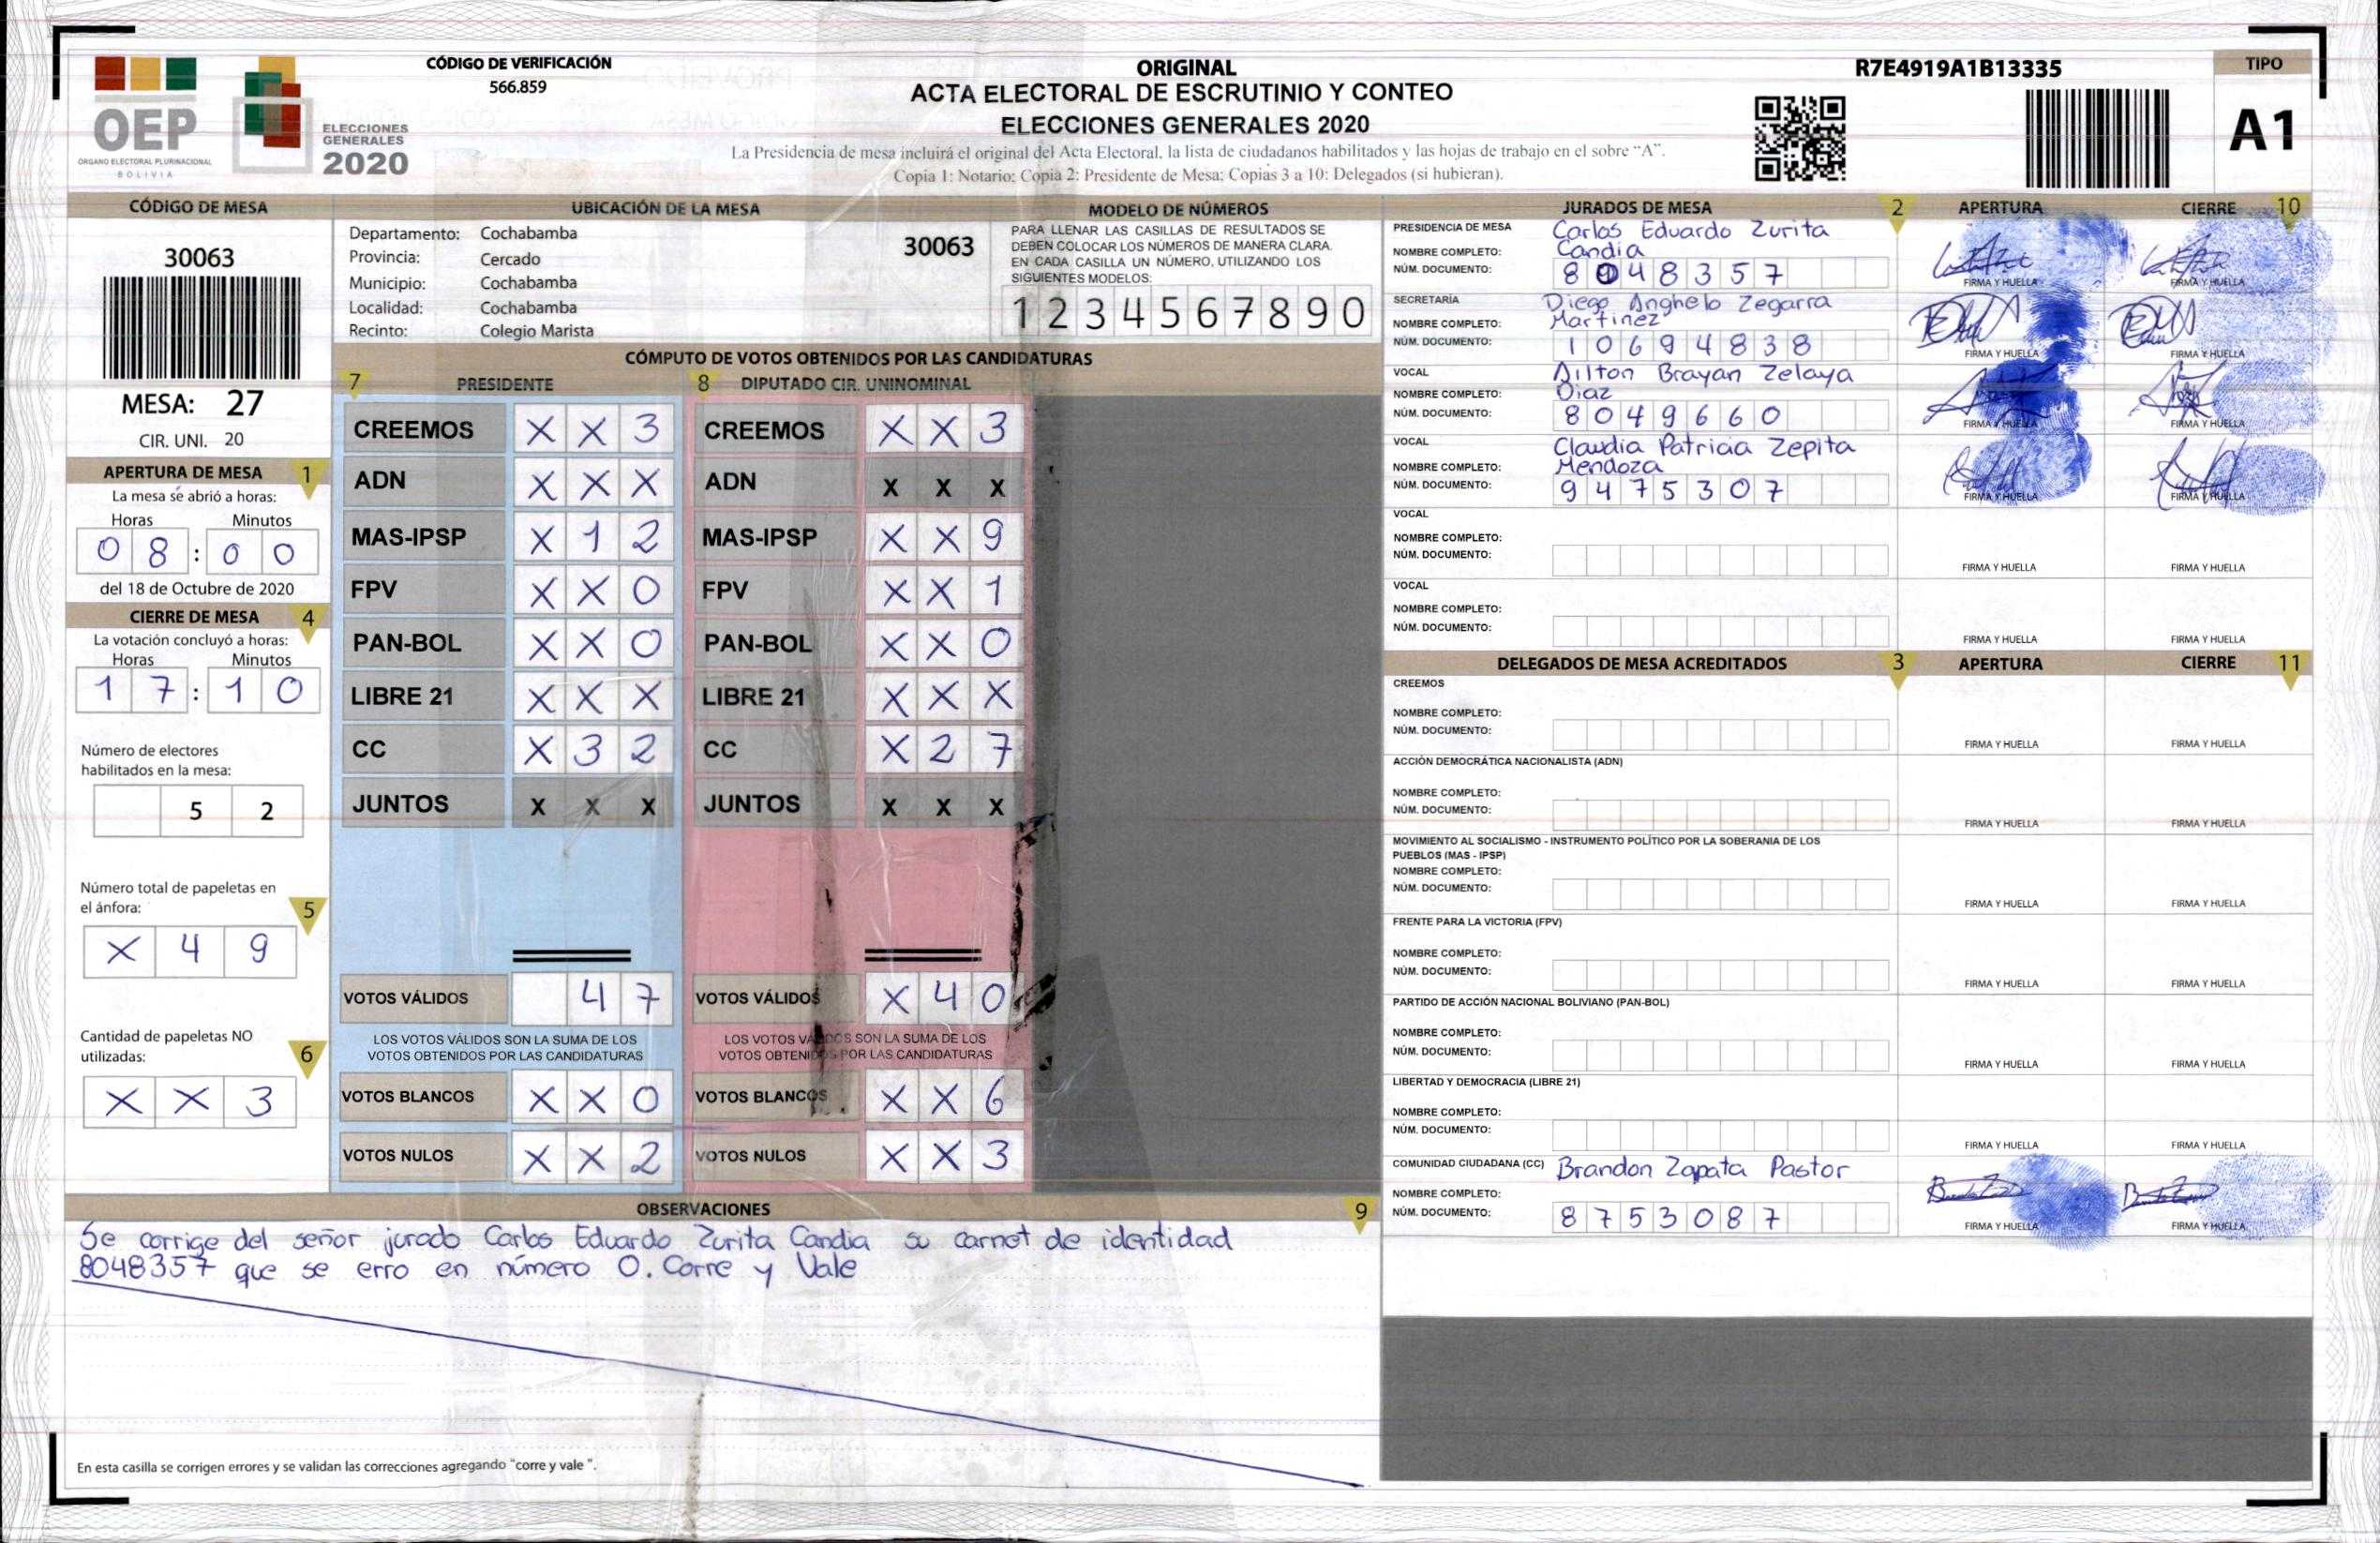 OEP
ÓRGANO ELECTORAL PLURINACIONAL
BOLIVIA
ELECCIONES
GENERALES
2020
CÓDIGO DE VERIFICACIÓN
566.859
ORIGINAL
ACTA ELECTORAL DE ESCRUTINIO Y CONTEO
ELECCIONES GENERALES 2020
La Presidencia de mesa incluirá el original del Acta Electoral, la lista de ciudadanos habilitados y las hojas de trabajo en el sobre "A".
Copia 1: Notario; Copia 2: Presidente de Mesa; Copias 3 a 10: Delegados (si hubieran).
R7E4919A1B13335
TIPO
A1
CÓDIGO DE MESA
30063
MESA: 27
CIR. UNI. 20
APERTURA DE MESA 1
La mesa se abrió a horas:
Horas Minutos
0 8 : 0 0
del 18 de Octubre de 2020
CIERRE DE MESA 4
La votación concluyó a horas:
Horas Minutos
1 7 : 1 0
Número de electores
habilitados en la mesa:
5 2
Número total de papeletas en
el ánfora: 5
X 4 9
Cantidad de papeletas NO
utilizadas: 6
X X 3
UBICACIÓN DE LA MESA
Departamento: Cochabamba
Provincia: Cercado
Municipio: Cochabamba
Localidad: Cochabamba
Recinto: Colegio Marista
30063
MODELO DE NÚMEROS
PARA LLENAR LAS CASILLAS DE RESULTADOS SE
DEBEN COLOCAR LOS NÚMEROS DE MANERA CLARA.
EN CADA CASILLA UN NÚMERO, UTILIZANDO LOS
SIGUIENTES MODELOS:
1 2 3 4 5 6 7 8 9 0
CÓMPUTO DE VOTOS OBTENIDOS POR LAS CANDIDATURAS
7 PRESIDENTE 8 DIPUTADO CIR. UNINOMINAL
CREEMOS X X 3 CREEMOS X X 3
ADN X X X ADN X X X
MAS-IPSP X 1 2 MAS-IPSP X X 9
FPV X X 0 FPV X X 1
PAN-BOL X X 0 PAN-BOL X X 0
LIBRE 21 X X X LIBRE 21 X X X
CC X 3 2 CC X 2 7
JUNTOS X X X JUNTOS X X X
VOTOS VÁLIDOS 4 7 VOTOS VÁLIDOS X 4 0
LOS VOTOS VÁLIDOS SON LA SUMA DE LOS LOS VOTOS VÁLIDOS SON LA SUMA DE LOS
VOTOS OBTENIDOS POR LAS CANDIDATURAS VOTOS OBTENIDOS POR LAS CANDIDATURAS
VOTOS BLANCOS X X 0 VOTOS BLANCOS X X 6
VOTOS NULOS X X 2 VOTOS NULOS X X 3
OBSERVACIONES 9
Se corrige del señor jurado Carlos Eduardo Zurita Candia su carnet de identidad
8048357 que se erro en número 0. Corre y Vale
En esta casilla se corrigen errores y se validan las correcciones agregando "corre y vale ".
JURADOS DE MESA 2 APERTURA CIERRE 10
PRESIDENCIA DE MESA Carlos Eduardo Zurita
NOMBRE COMPLETO: Candia
NÚM. DOCUMENTO: 8 0 4 8 3 5 7 FIRMA Y HUELLA FIRMA Y HUELLA
SECRETARÍA Diego Anghelo Zegarra
NOMBRE COMPLETO: Martinez
NÚM. DOCUMENTO: 1 0 6 9 4 8 3 8 FIRMA Y HUELLA FIRMA Y HUELLA
VOCAL Ailton Brayan Zelaya
NOMBRE COMPLETO: Diaz
NÚM. DOCUMENTO: 8 0 4 9 6 6 0 FIRMA Y HUELLA FIRMA Y HUELLA
VOCAL Claudia Patricia Zepita
NOMBRE COMPLETO: Mendoza
NÚM. DOCUMENTO: 9 4 7 5 3 0 7 FIRMA Y HUELLA FIRMA Y HUELLA
VOCAL
NOMBRE COMPLETO:
NÚM. DOCUMENTO: FIRMA Y HUELLA FIRMA Y HUELLA
VOCAL
NOMBRE COMPLETO:
NÚM. DOCUMENTO: FIRMA Y HUELLA FIRMA Y HUELLA
DELEGADOS DE MESA ACREDITADOS 3 APERTURA CIERRE 11
CREEMOS
NOMBRE COMPLETO:
NÚM. DOCUMENTO: FIRMA Y HUELLA FIRMA Y HUELLA
ACCIÓN DEMOCRÁTICA NACIONALISTA (ADN)
NOMBRE COMPLETO:
NÚM. DOCUMENTO: FIRMA Y HUELLA FIRMA Y HUELLA
MOVIMIENTO AL SOCIALISMO - INSTRUMENTO POLÍTICO POR LA SOBERANIA DE LOS
PUEBLOS (MAS - IPSP)
NOMBRE COMPLETO:
NÚM. DOCUMENTO: FIRMA Y HUELLA FIRMA Y HUELLA
FRENTE PARA LA VICTORIA (FPV)
NOMBRE COMPLETO:
NÚM. DOCUMENTO: FIRMA Y HUELLA FIRMA Y HUELLA
PARTIDO DE ACCIÓN NACIONAL BOLIVIANO (PAN-BOL)
NOMBRE COMPLETO:
NÚM. DOCUMENTO: FIRMA Y HUELLA FIRMA Y HUELLA
LIBERTAD Y DEMOCRACIA (LIBRE 21)
NOMBRE COMPLETO:
NÚM. DOCUMENTO: FIRMA Y HUELLA FIRMA Y HUELLA
COMUNIDAD CIUDADANA (CC) Brandon Zapata Pastor
NOMBRE COMPLETO:
NÚM. DOCUMENTO: 8 7 5 3 0 8 7 FIRMA Y HUELLA FIRMA Y HUELLA